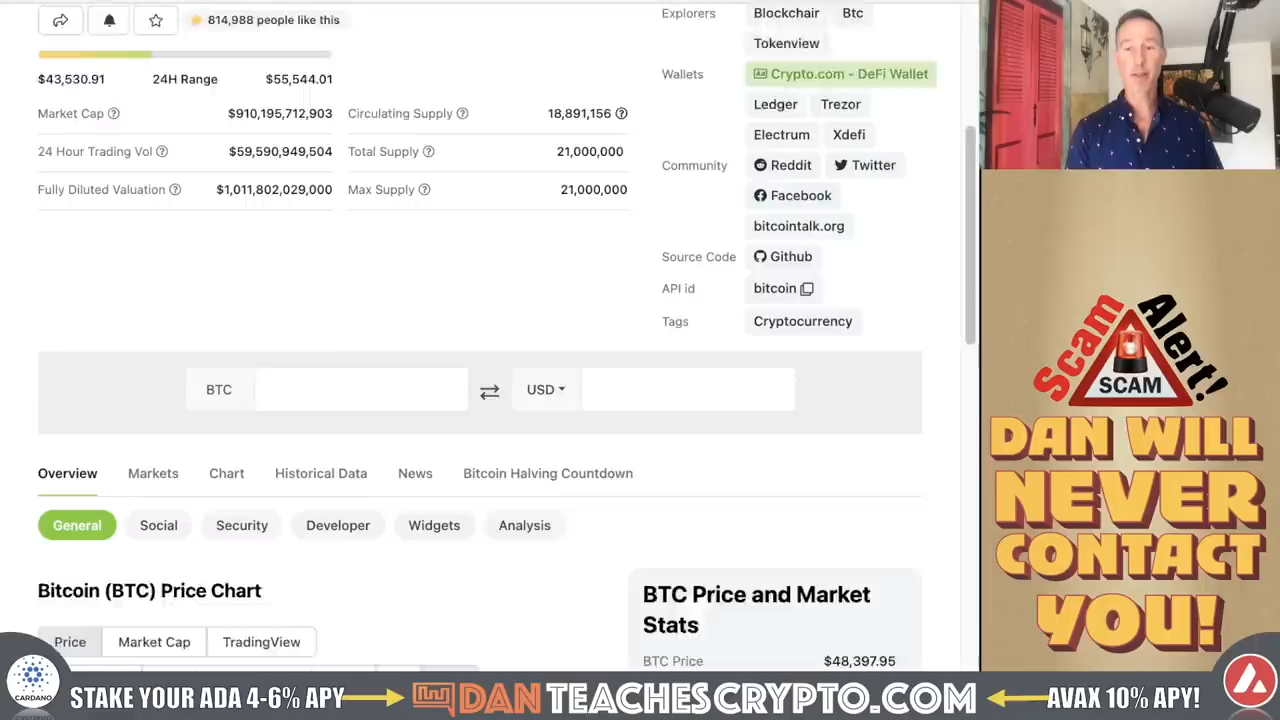 814,988 people like this
$43,530.91 24H Range $55,544.01
Market Cap $910,195,712,903
24 Hour Trading Vol $59,590,949,504
Fully Diluted Valuation $1,011,802,029,000
Circulating Supply 18,891,156
Total Supply 21,000,000
Max Supply 21,000,000
Explorers Blockchair Btc
Tokenview
Wallets Ad Crypto.com - DeFi Wallet
Ledger Trezor
Electrum Xdefi
Community Reddit Twitter
Facebook
bitcointalk.org
Source Code Github
API id bitcoin
Tags Cryptocurrency
BTC USD
Overview Markets Chart Historical Data News Bitcoin Halving Countdown
General Social Security Developer Widgets Analysis
Bitcoin (BTC) Price Chart
Price Market Cap TradingView
BTC Price and Market
Stats
BTC Price $48,397.95
Scam Alert!
SCAM
DAN WILL
NEVER
CONTACT
YOU!
CARDANO
STAKE YOUR ADA 4-6% APY
DANTEACHESCRYPTO.COM
AVAX 10% APY!